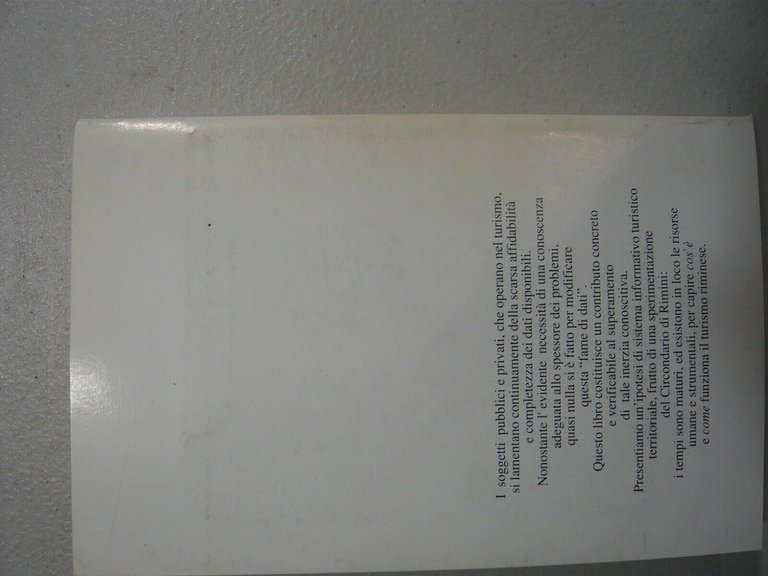 I soggetti pubblici e privati, che operano nel turismo,
si lamentano continuamente della scarsa affidabilità
e completezza dei dati disponibili.
Nonostante l'evidente necessità di una conoscenza
adeguata allo spessore dei problemi,
quasi nulla si è fatto per modificare
questa "fame di dati".
Questo libro costituisce un contributo concreto
e verificabile al superamento
di tale inerzia conoscitiva.
Presentiamo un'ipotesi di sistema informativo turistico
territoriale, frutto di una sperimentazione
del Circondario di Rimini:
i tempi sono maturi, ed esistono in loco le risorse
umane e strumentali, per capire cos'è
e come funziona il turismo riminese.